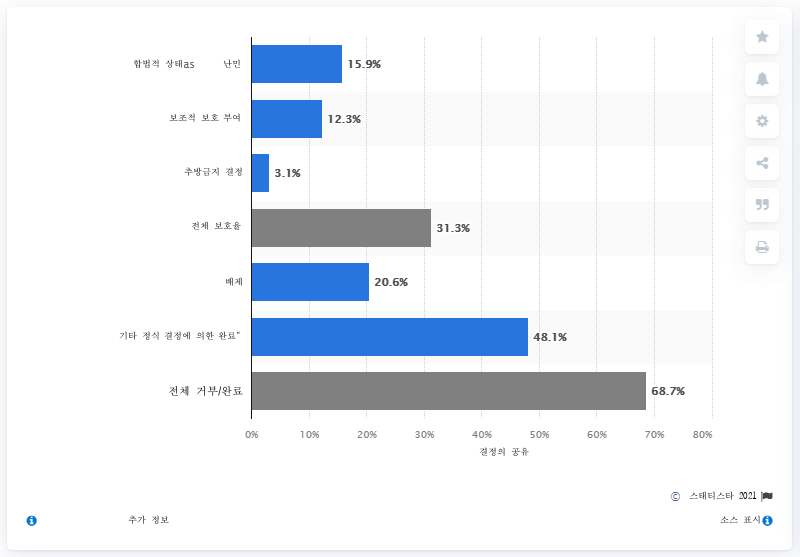 합법적 상태as 난민
15.9%
보조적 보호 부여
12.3%
추방금지 결정
3.1%
전체 보호율
31.3%
배제
20.6%
기타 정식 결정에 의한 완료"
48.1%
전체 거부/완료
68.7%
0% 10% 20% 30% 40% 50% 60% 70% 80%
결정의 공유
© 스태티스타 2021
추가 정보
소스 표시